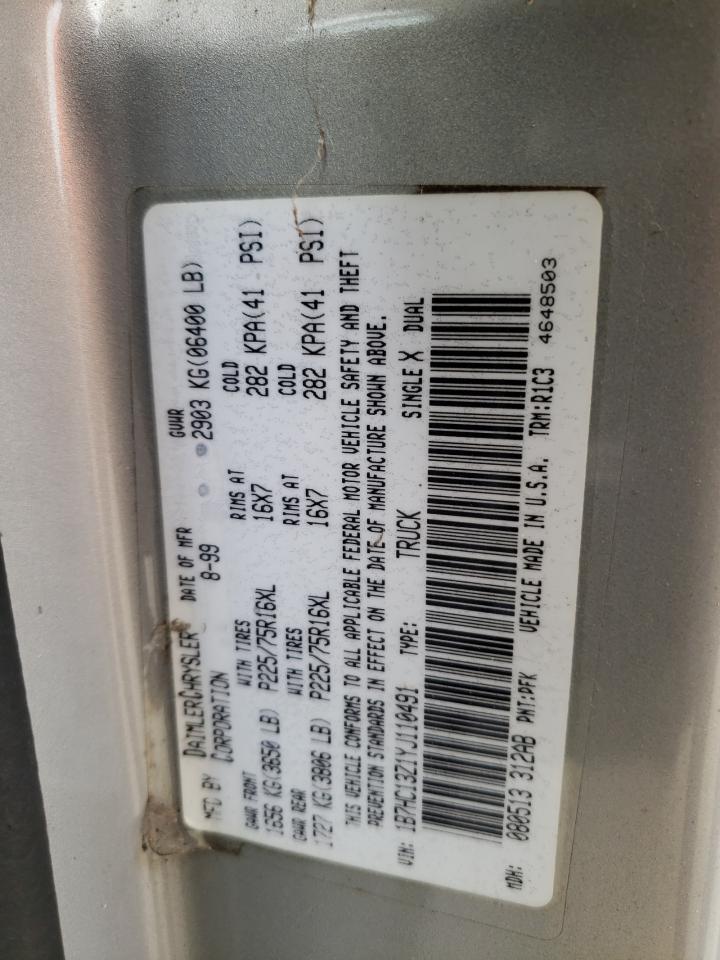 MFD BY DAIMLERCHRYSLER CORPORATION DATE OF MFR 8-99 GVWR 2903 KG(06400 LB)
GAWR FRONT WITH TIRES RIMS AT COLD
1656 KG(3650 LB) P225/75R16XL 16X7 282 KPA(41 PSI)
GAWR REAR WITH TIRES RIMS AT COLD
1727 KG(3806 LB) P225/75R16XL 16X7 282 KPA(41 PSI)
THIS VEHICLE CONFORMS TO ALL APPLICABLE FEDERAL MOTOR VEHICLE SAFETY AND THEFT
PREVENTION STANDARDS IN EFFECT ON THE DATE OF MANUFACTURE SHOWN ABOVE.
VIN: 1B7HC13Z1YJ110491 TYPE: TRUCK SINGLE X DUAL
MDH: 080513 312AB PNT:PFK VEHICLE MADE IN U.S.A. TRM:R1C3 4648503